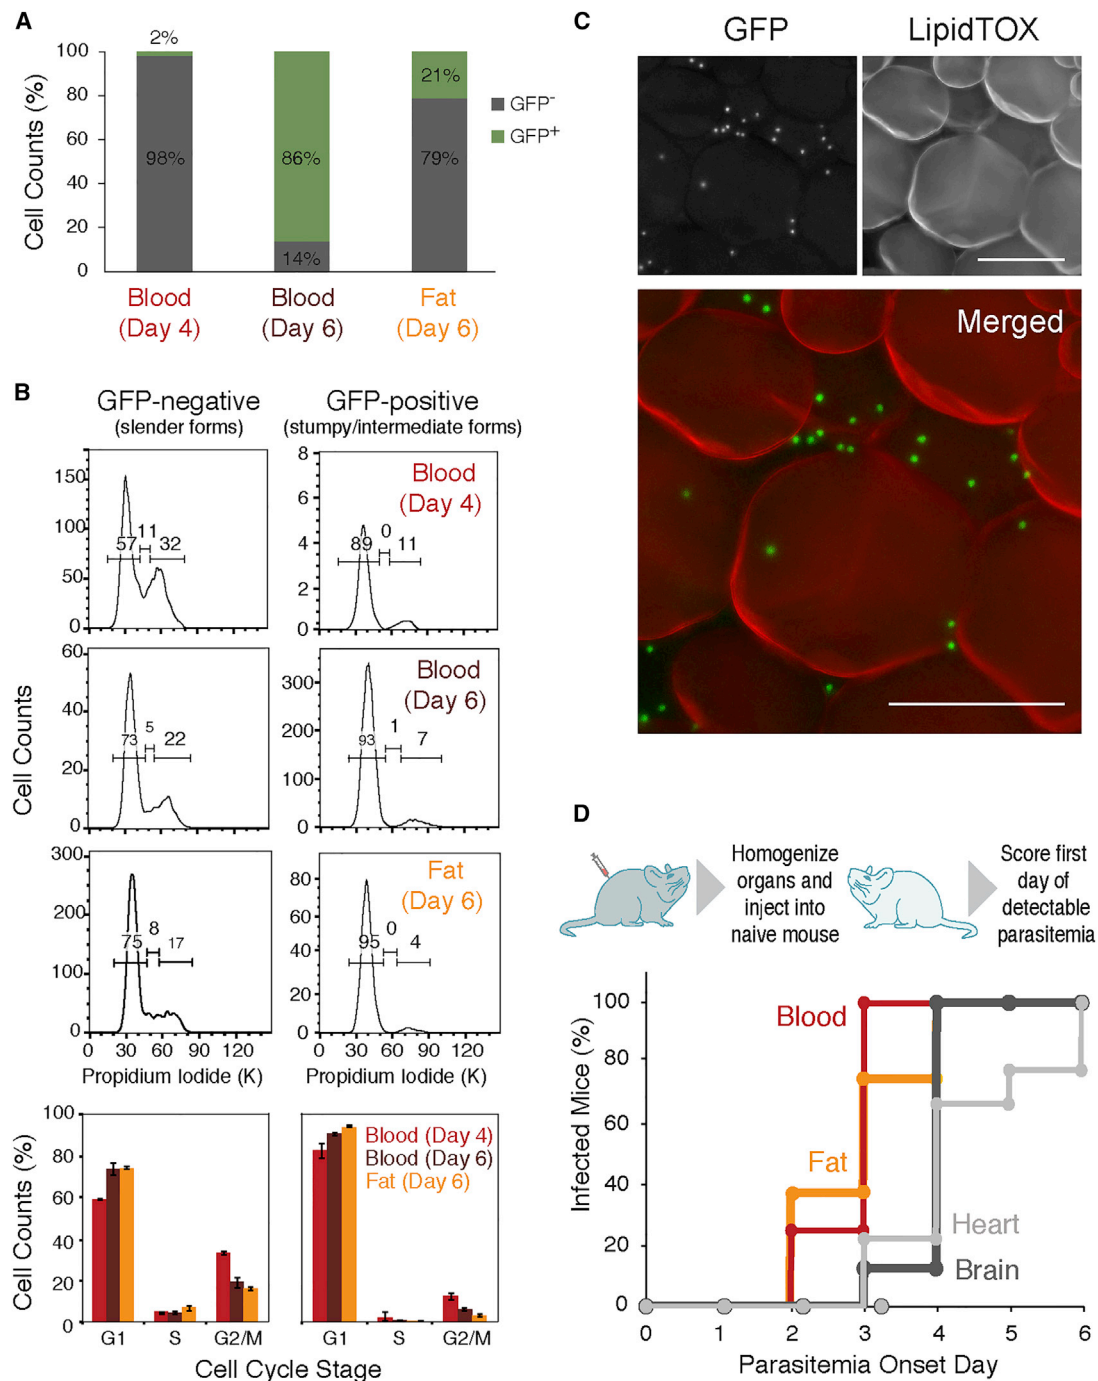 A
2%
100
80
60
40
20
0
Cell Counts (%)
98%
86%
14%
21%
79%
GFP-
GFP+
Blood
(Day 4)
Blood
(Day 6)
Fat
(Day 6)
B
GFP-negative
(slender forms)
GFP-positive
(stumpy/intermediate forms)
150
100
50
0
57
11
32
8
6
4
2
0
Blood
(Day 4)
89
0
11
60
40
20
0
73
5
22
300
200
100
0
Blood
(Day 6)
93
1
7
Cell Counts
300
200
100
0
75
8
17
80
60
40
20
0
Fat
(Day 6)
95
0
4
0 30 60 90 120
0 30 60 90 120
Propidium Iodide (K)
Propidium Iodide (K)
100
80
60
40
20
0
Cell Counts (%)
Blood (Day 4)
Blood (Day 6)
Fat (Day 6)
G1 S G2/M
G1 S G2/M
Cell Cycle Stage
C
GFP
LipidTOX
Merged
D
Homogenize
organs and
inject into
naive mouse
Score first
day of
detectable
parasitemia
100
80
60
40
20
0
Infected Mice (%)
Blood
Fat
Heart
Brain
0 1 2 3 4 5 6
Parasitemia Onset Day